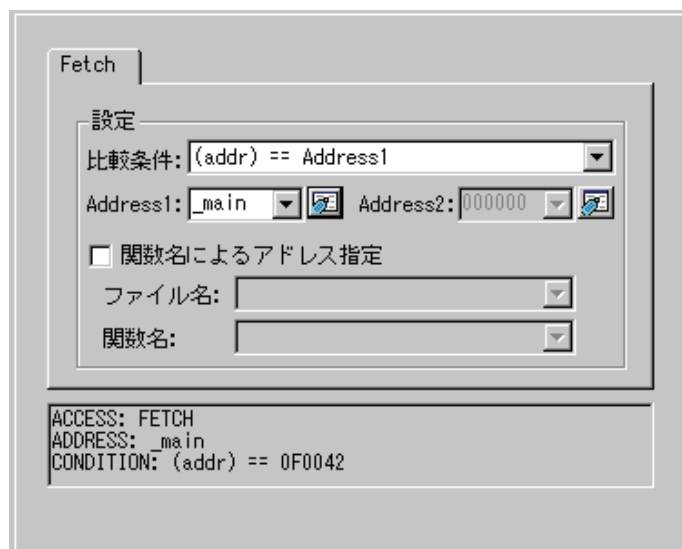 Fetch
設定
比較条件: (addr) == Address1
Address1: _main Address2: 000000
関数名によるアドレス指定
ファイル名:
関数名:
ACCESS: FETCH
ADDRESS: _main
CONDITION: (addr) == 0F0042